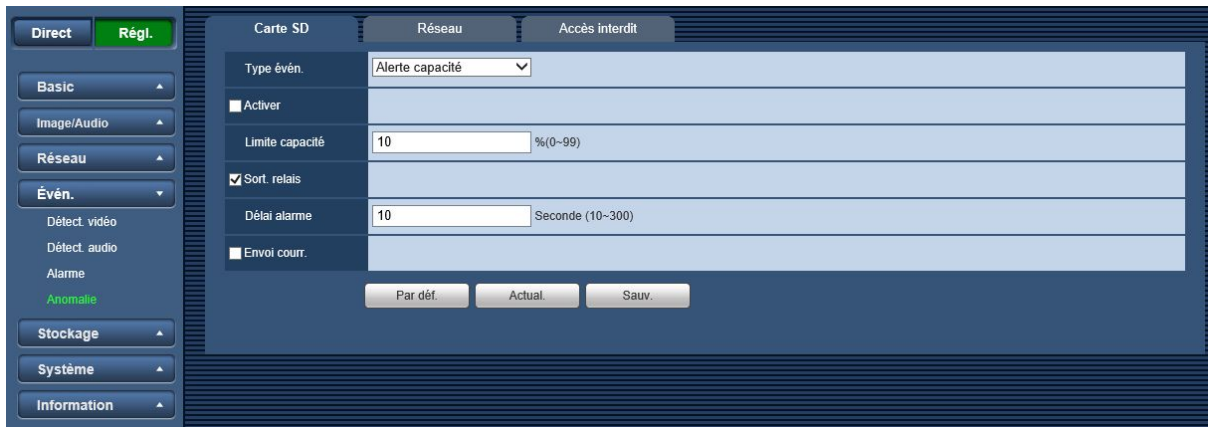 Direct Régl.
Carte SD Réseau Accès interdit
Basic
Image/Audio
Réseau
Évén.
Détect. vidéo
Détect. audio
Alarme
Anomalie
Stockage
Système
Information
Type évén. Alerte capacité
Activer
Limite capacité 10 %(0~99)
Sort. relais
Délai alarme 10 Seconde (10~300)
Envoi courr.
Par déf. Actual. Sauv.